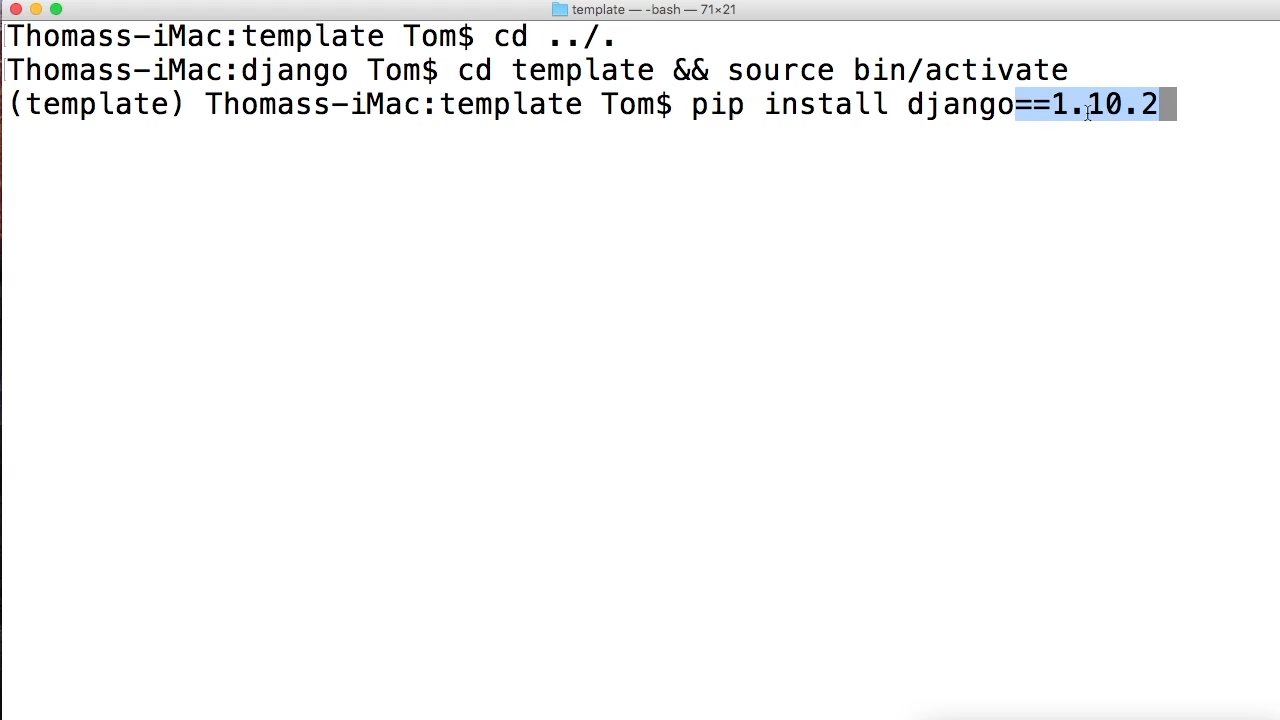 template — -bash — 71×21
Thomass-iMac:template Tom$ cd ../.
Thomass-iMac:django Tom$ cd template && source bin/activate
(template) Thomass-iMac:template Tom$ pip install django==1.10.2